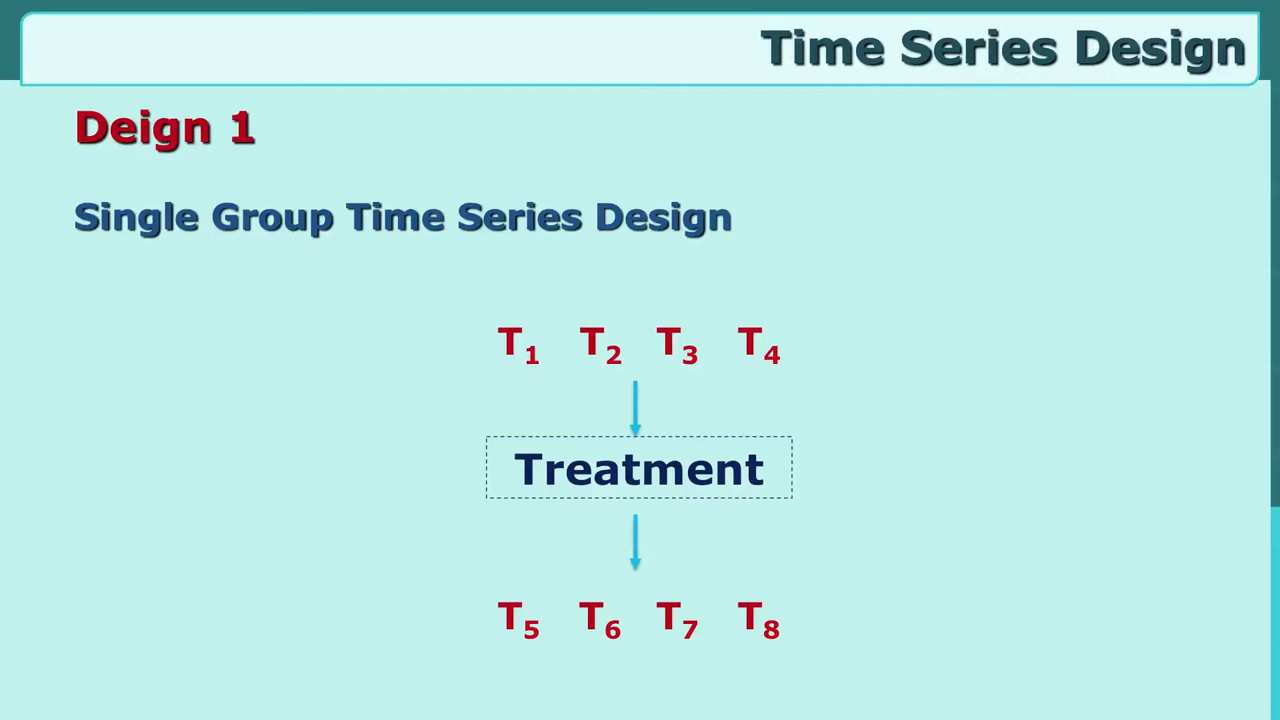 Time Series Design
Deign 1
Single Group Time Series Design
T₁ T₂ T₃ T₄
Treatment
T₅ T₆ T₇ T₈